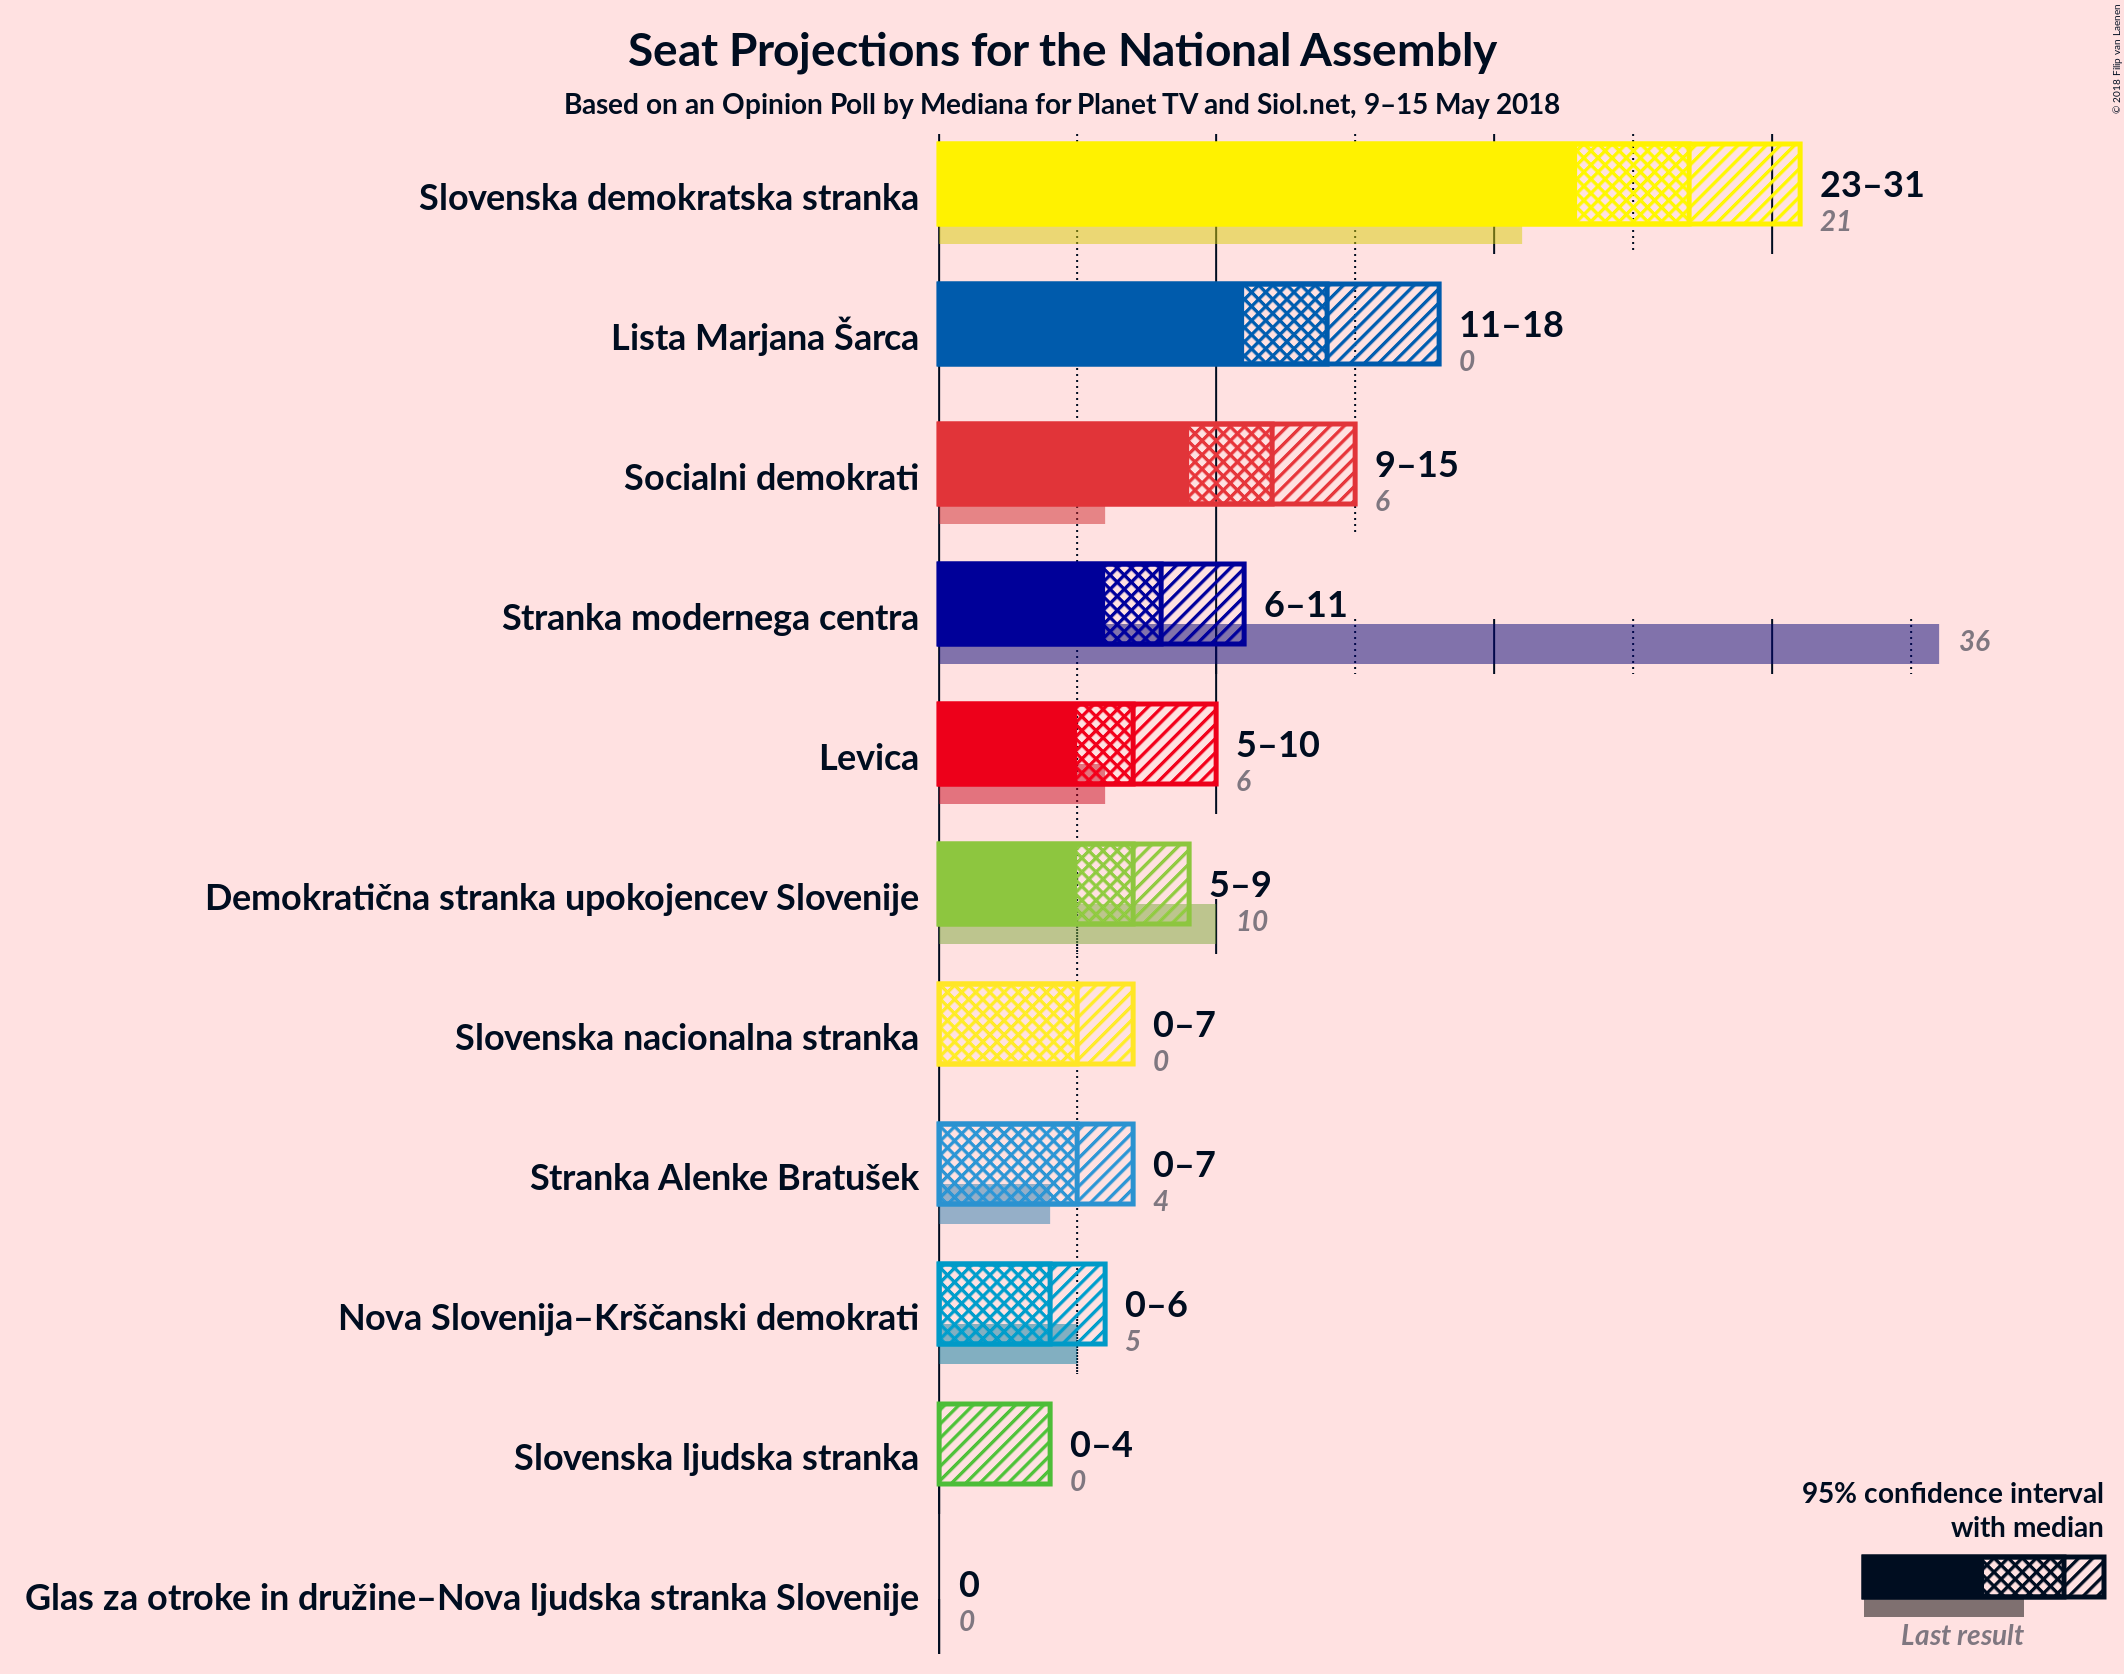 Seat Projections for the National Assembly
Based on an Opinion Poll by Mediana for Planet TV and Siol.net, 9–15 May 2018
© 2018 Filip van Laenen
Slovenska demokratska stranka
23–31
21
Lista Marjana Šarca
11–18
0
Socialni demokrati
9–15
6
Stranka modernega centra
6–11
36
Levica
5–10
6
Demokratična stranka upokojencev Slovenije
5–9
10
Slovenska nacionalna stranka
0–7
0
Stranka Alenke Bratušek
0–7
4
Nova Slovenija–Krščanski demokrati
0–6
5
Slovenska ljudska stranka
0–4
0
Glas za otroke in družine–Nova ljudska stranka Slovenije
0
0
95% confidence interval
with median
Last result